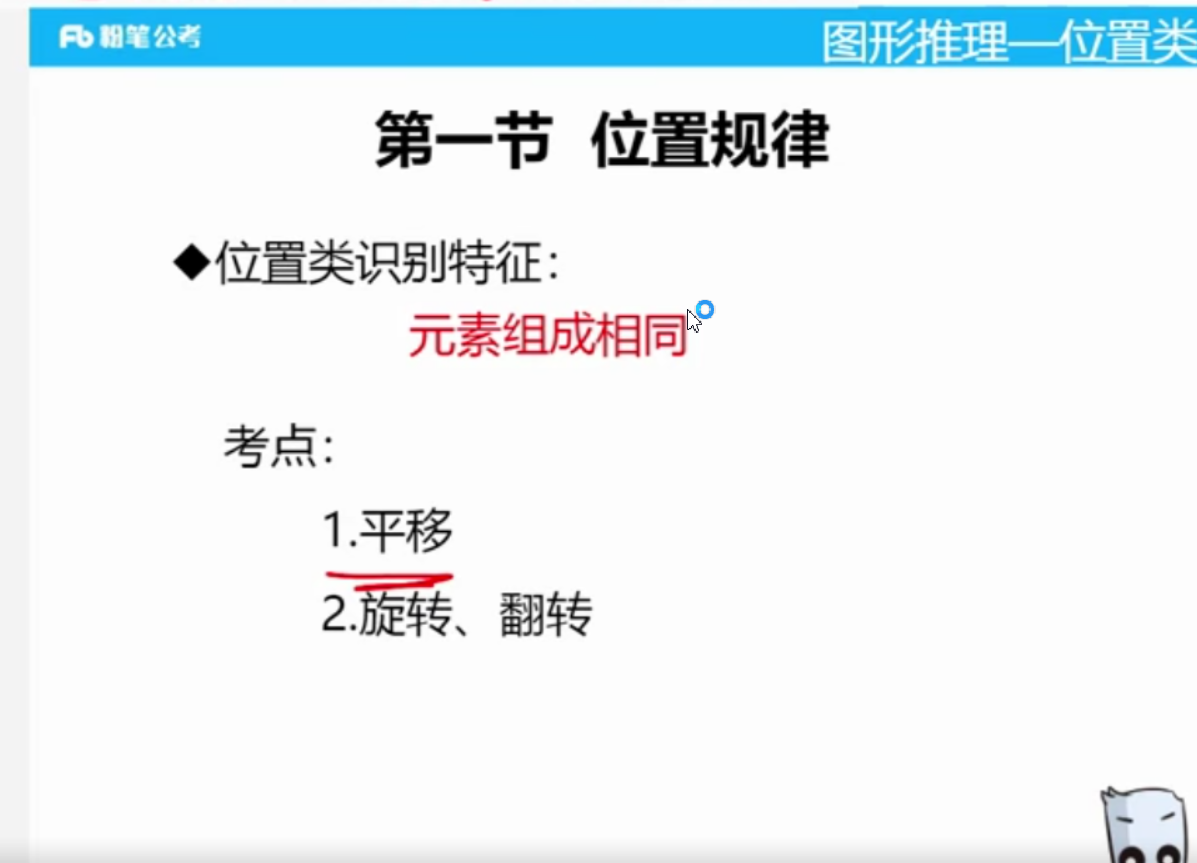 粉笔公考
图形推理—位置类
第一节 位置规律
◆位置类识别特征：
元素组成相同
考点：
1.平移
2.旋转、翻转